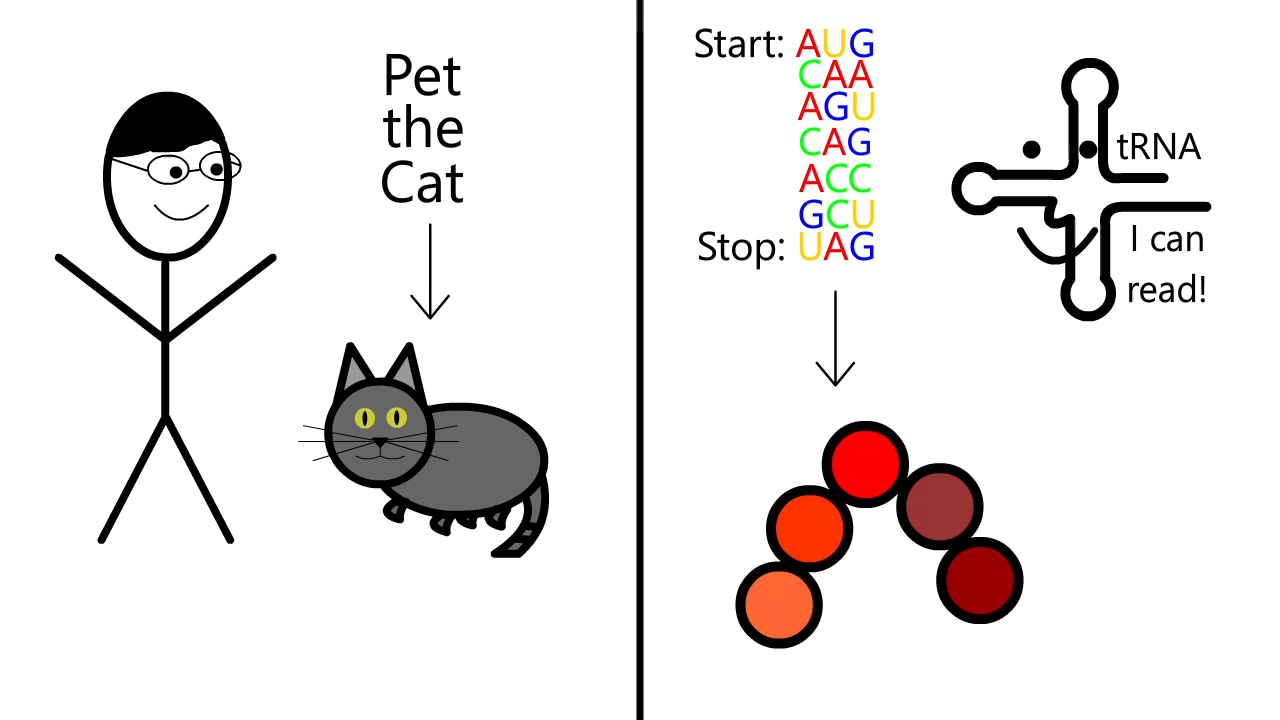 Pet
the
Cat
Start: AUG
CAA
AGU
CAG
ACC
GCU
Stop: UAG
tRNA
I can
read!